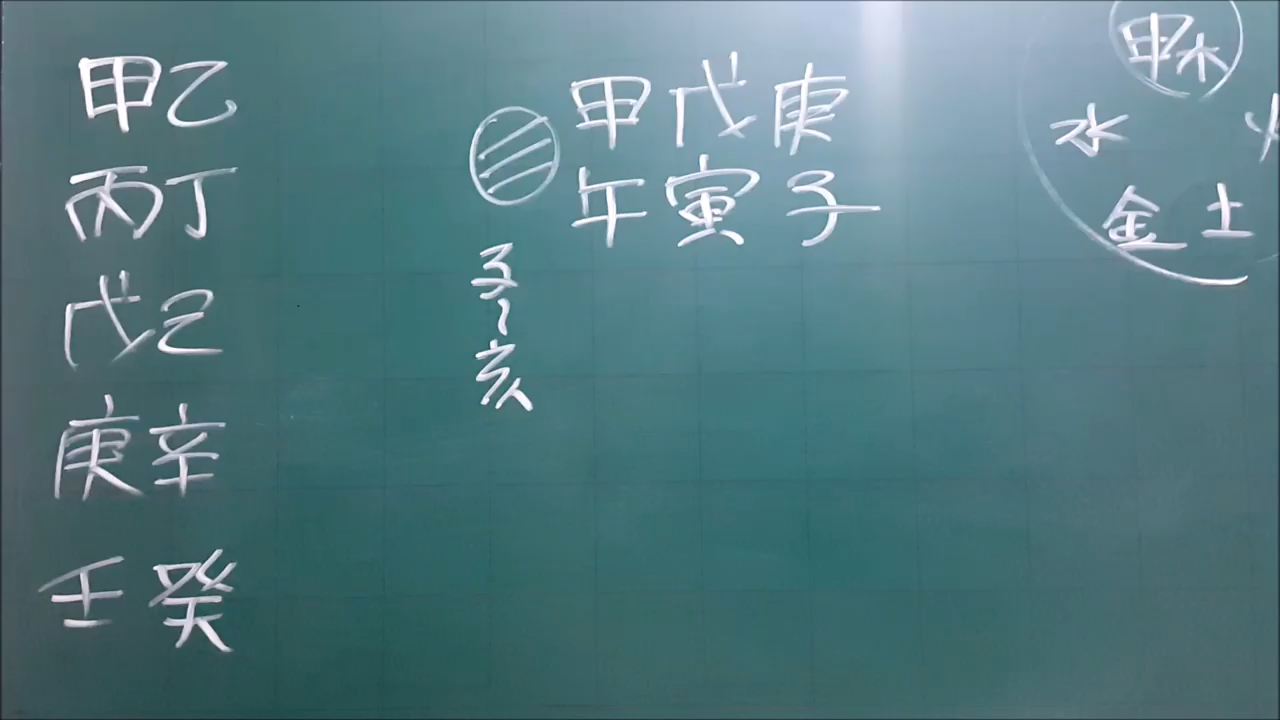 甲乙
丙丁
戊己
庚辛
壬癸
甲戊庚
午寅子
子~亥
甲木
水 火
金 土